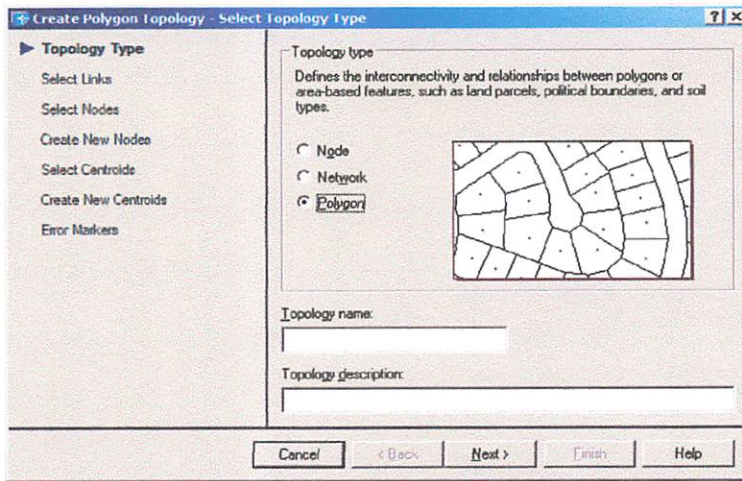 Create Polygon Topology - Select Topology Type
Topology Type
Select Links
Select Nodes
Create New Nodes
Select Centroids
Create New Centroids
Error Markers
Topology type
Defines the interconnectivity and relationships between polygons or
area-based features, such as land parcels, political boundaries, and soil
types.
Node
Network
Polygon
Topology name:
Topology description:
Cancel
< Back
Next >
Finish
Help